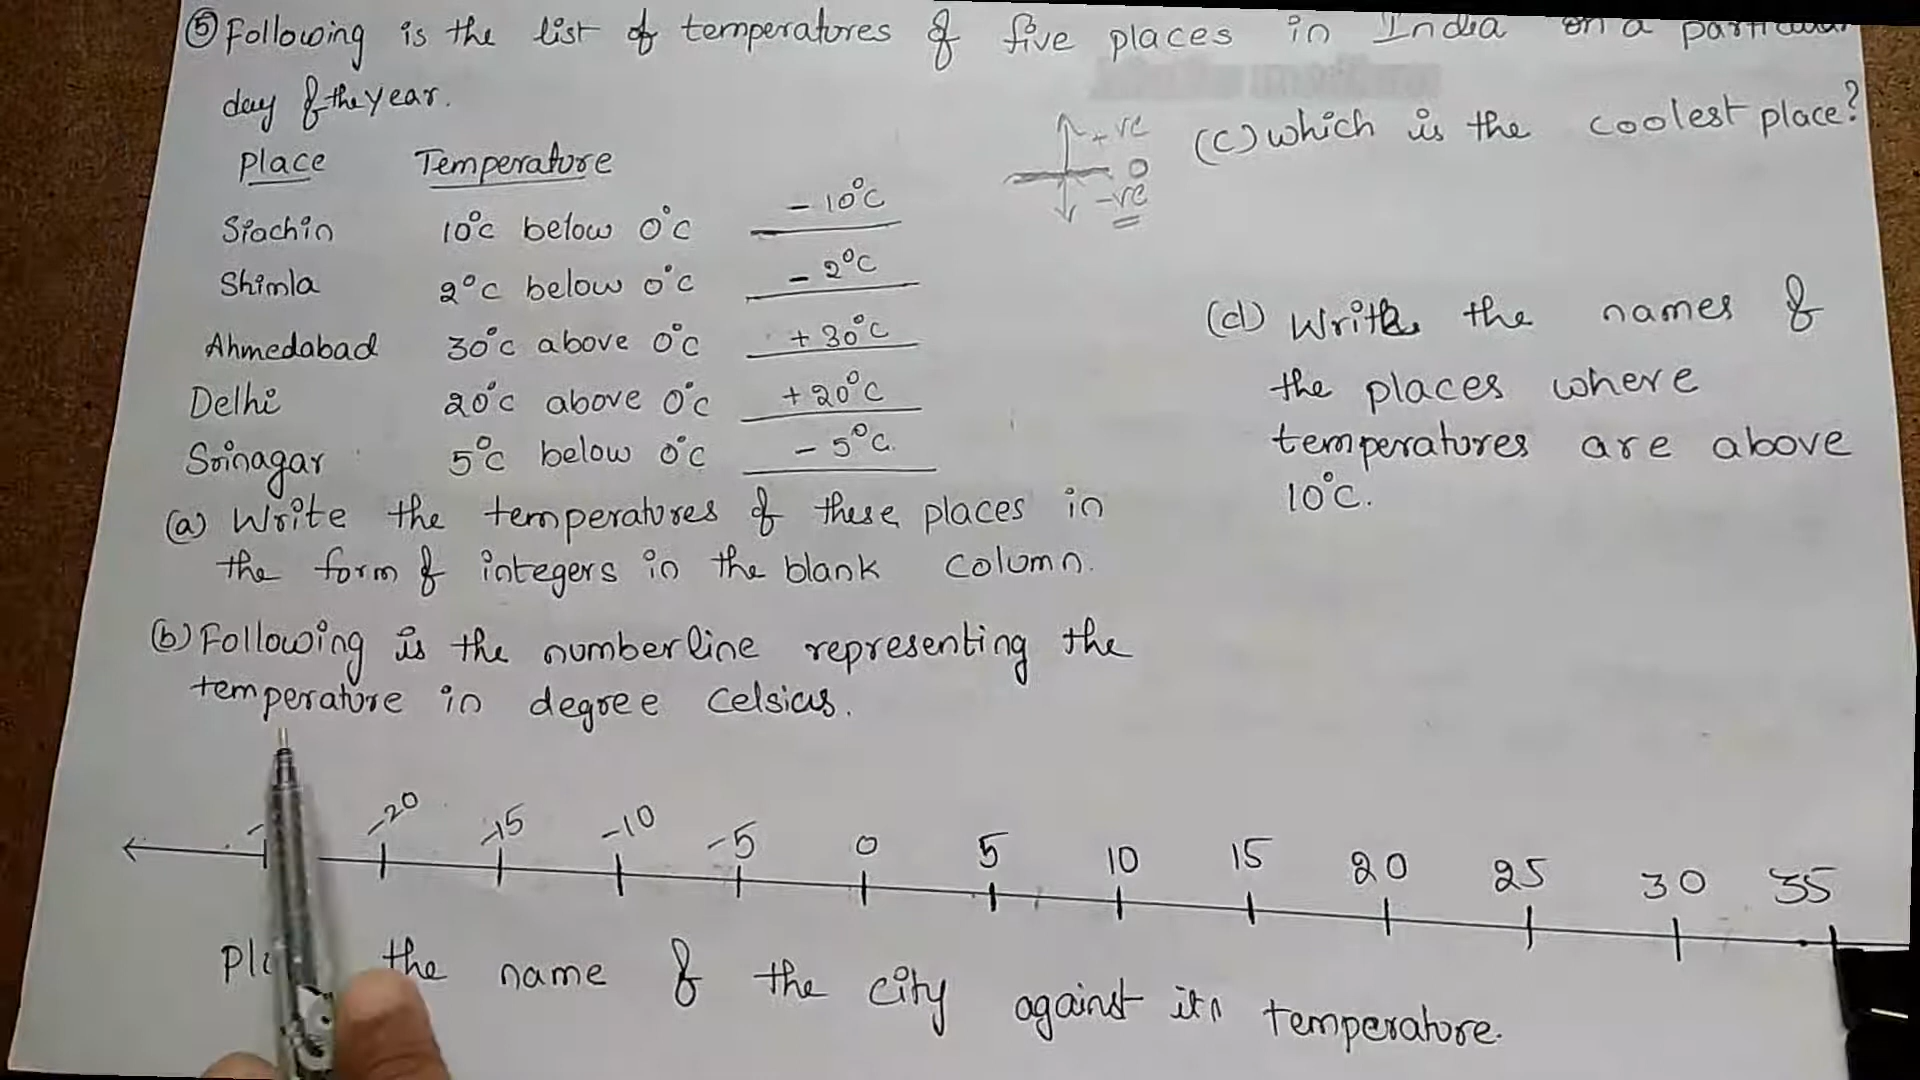 ⑤ Following is the list of temperatures of five places in India on a particular
day of the year.
Place Temperature
Siachin 10°C below 0°C - 10°C
Shimla 2°C below 0°C - 2°C
Ahmedabad 30°C above 0°C + 30°C
Delhi 20°C above 0°C + 20°C
Srinagar 5°C below 0°C - 5°C.
(a) Write the temperatures of these places in
the form of integers in the blank column.
(b) Following is the numberline representing the
temperature in degree Celsius.
-20 -15 -10 -5 0 5 10 15 20 25 30 35
the name of the city against its temperature.
+ve
0
-ve
(c) which is the coolest place?
(d) Write the names of
the places where
temperatures are above
10°C.